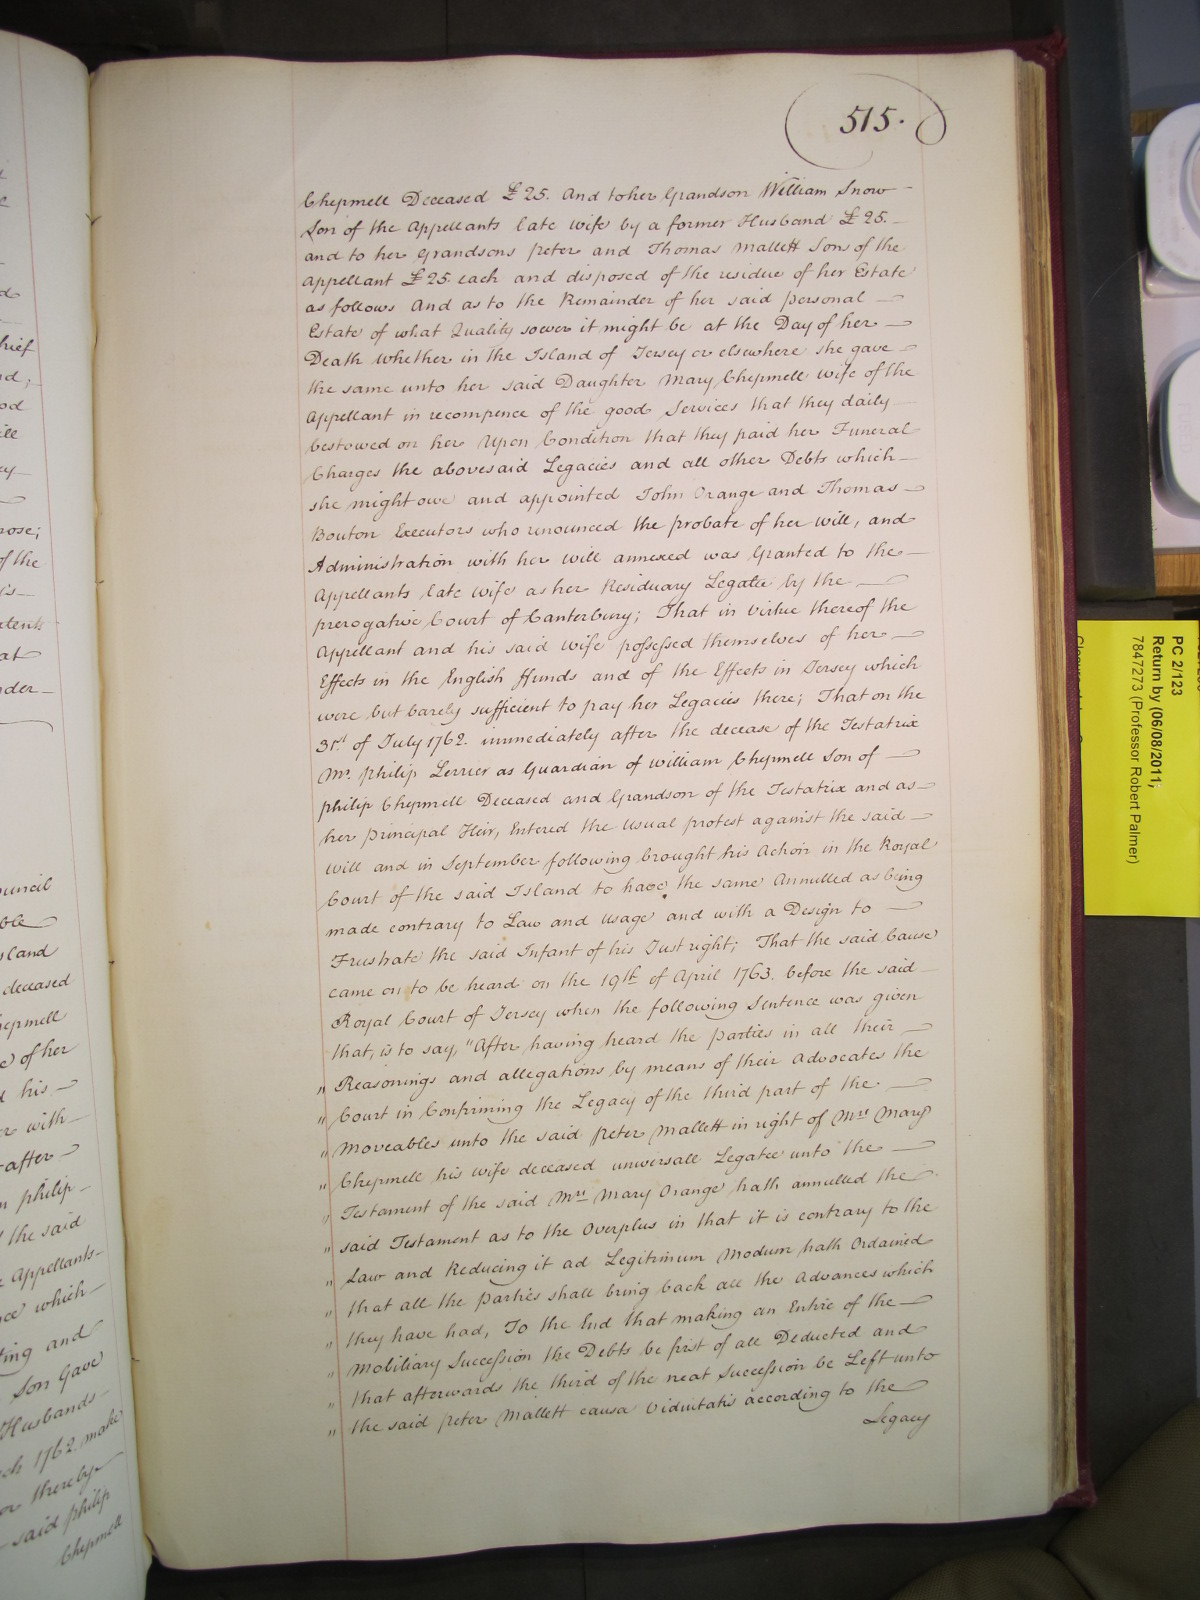 515.
Chepmell Deceased £25. And to her Grandson William Snow
Son of the Appellants late wife by a former Husband £25.
and to her Grandsons Peter and Thomas Mallett Sons of the
Appellant £25. each and disposed of the residue of her Estate
as follows And as to the Remainder of her said personal
Estate of what Quality soever it might be at the Day of her
Death whether in the Island of Jersey or elsewhere she gave
the same unto her said Daughter Mary Chepmell wife of the
Appellant in recompence of the good Services that they daily
bestowed on her Upon Condition that they paid her Funeral
Charges the abovesaid Legacies and all other Debts which
she might owe and appointed John Orange and Thomas
Bouton Executors who renounced the probate of her will, and
Administration with her will annexed was Granted to the
Appellants late wife as her Residuary Legatee by the
prerogative Court of Canterbury; That in virtue thereof the
Appellant and his said wife possessed themselves of her
Effects in the English ffunds and of the Effects in Jersey which
were but barely sufficient to pay her Legacies there; That on the
31st of July 1762. immediately after the decease of the Testatrix
Mr. Philip Lerrier as Guardian of William Chepmell Son of
Philip Chepmell Deceased and Grandson of the Testatrix and as
her principal Heir, Entered the usual protest against the said
will and in September following brought his Action in the Royal
Court of the said Island to have the same Annulled as being
made contrary to Law and usage and with a Design to
Frustrate the said Infant of his Just right; That the said Cause
came on to be heard on the 19th of April 1763. before the said
Royal Court of Jersey when the following Sentence was given
that is to say, "After having heard the parties in all their
" Reasonings and allegations by means of their Advocates the
" Court in Confirming the Legacy of the third part of the
" Moveables unto the said Peter Mallett in right of Mrs Mary
" Chepmell his wife deceased universall Legatee unto the
" Testament of the said Mrs Mary Orange hath annulled the
" said Testament as to the Overplus in that it is contrary to the
" Law and Reducing it ad Legitimum Modum hath Ordained
" that all the parties shall bring back all the Advances which
" they have had, To the End that making an Entire of the
" Mobiliary Succession the Debts be first of all Deducted and
" that afterwards the third of the neat Succession be Left unto
" the said Peter Mallett causa Viduitatis according to the
Legacy
PC 2/123
Return by (06/08/2011;
7847273 (Professor Robert Palmer)